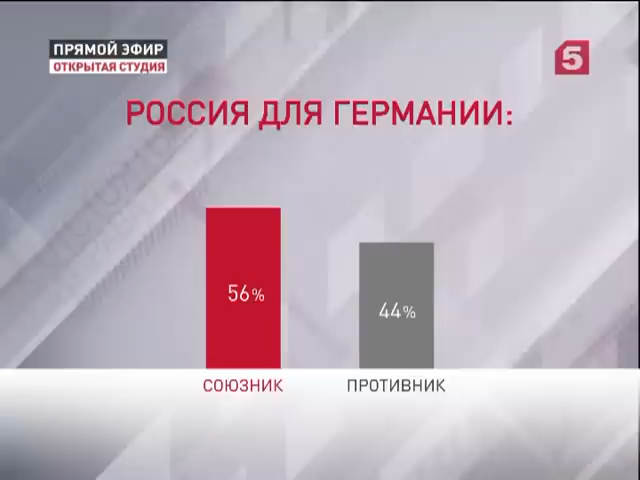 ПРЯМОЙ ЭФИР
ОТКРЫТАЯ СТУДИЯ
5
РОССИЯ ДЛЯ ГЕРМАНИИ:
56%
44%
СОЮЗНИК
ПРОТИВНИК